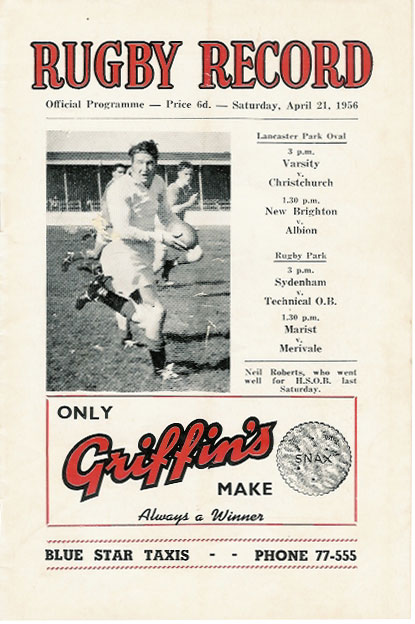 RUGBY RECORD
Official Programme — Price 6d. — Saturday, April 21, 1956
Lancaster Park Oval
3 p.m.
Varsity
v.
Christchurch
1.30 p.m.
New Brighton
v.
Albion
Rugby Park
3 p.m.
Sydenham
v.
Technical O.B.
1.30 p.m.
Marist
v.
Merivale
Neil Roberts, who went
well for H.S.O.B. last
Saturday.
ONLY
Griffin's
SNAX
MAKE
Always a Winner
BLUE STAR TAXIS - - PHONE 77-555